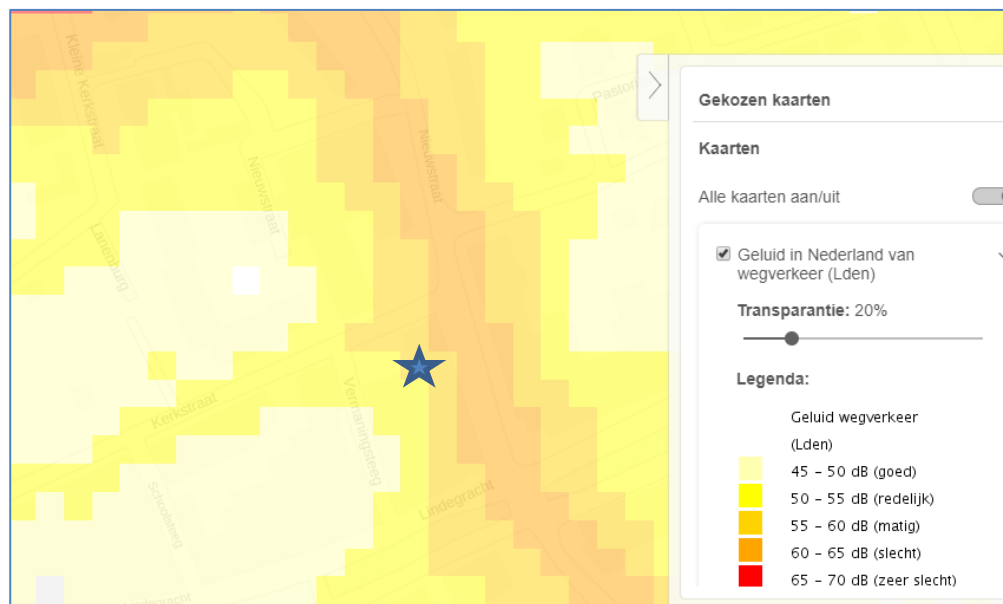 Kleine Kerkstraat
Nieuwstraat
Nieuwstraat
Pastori
Lanenburg
Kerkstraat
Vermaningsteeg
Lindegracht
Schoolsteeg
Lindegracht
Gekozen kaarten
Kaarten
Alle kaarten aan/uit
Geluid in Nederland van
wegverkeer (Lden)
Transparantie: 20%
Legenda:
Geluid wegverkeer
(Lden)
45 - 50 dB (goed)
50 - 55 dB (redelijk)
55 - 60 dB (matig)
60 - 65 dB (slecht)
65 - 70 dB (zeer slecht)